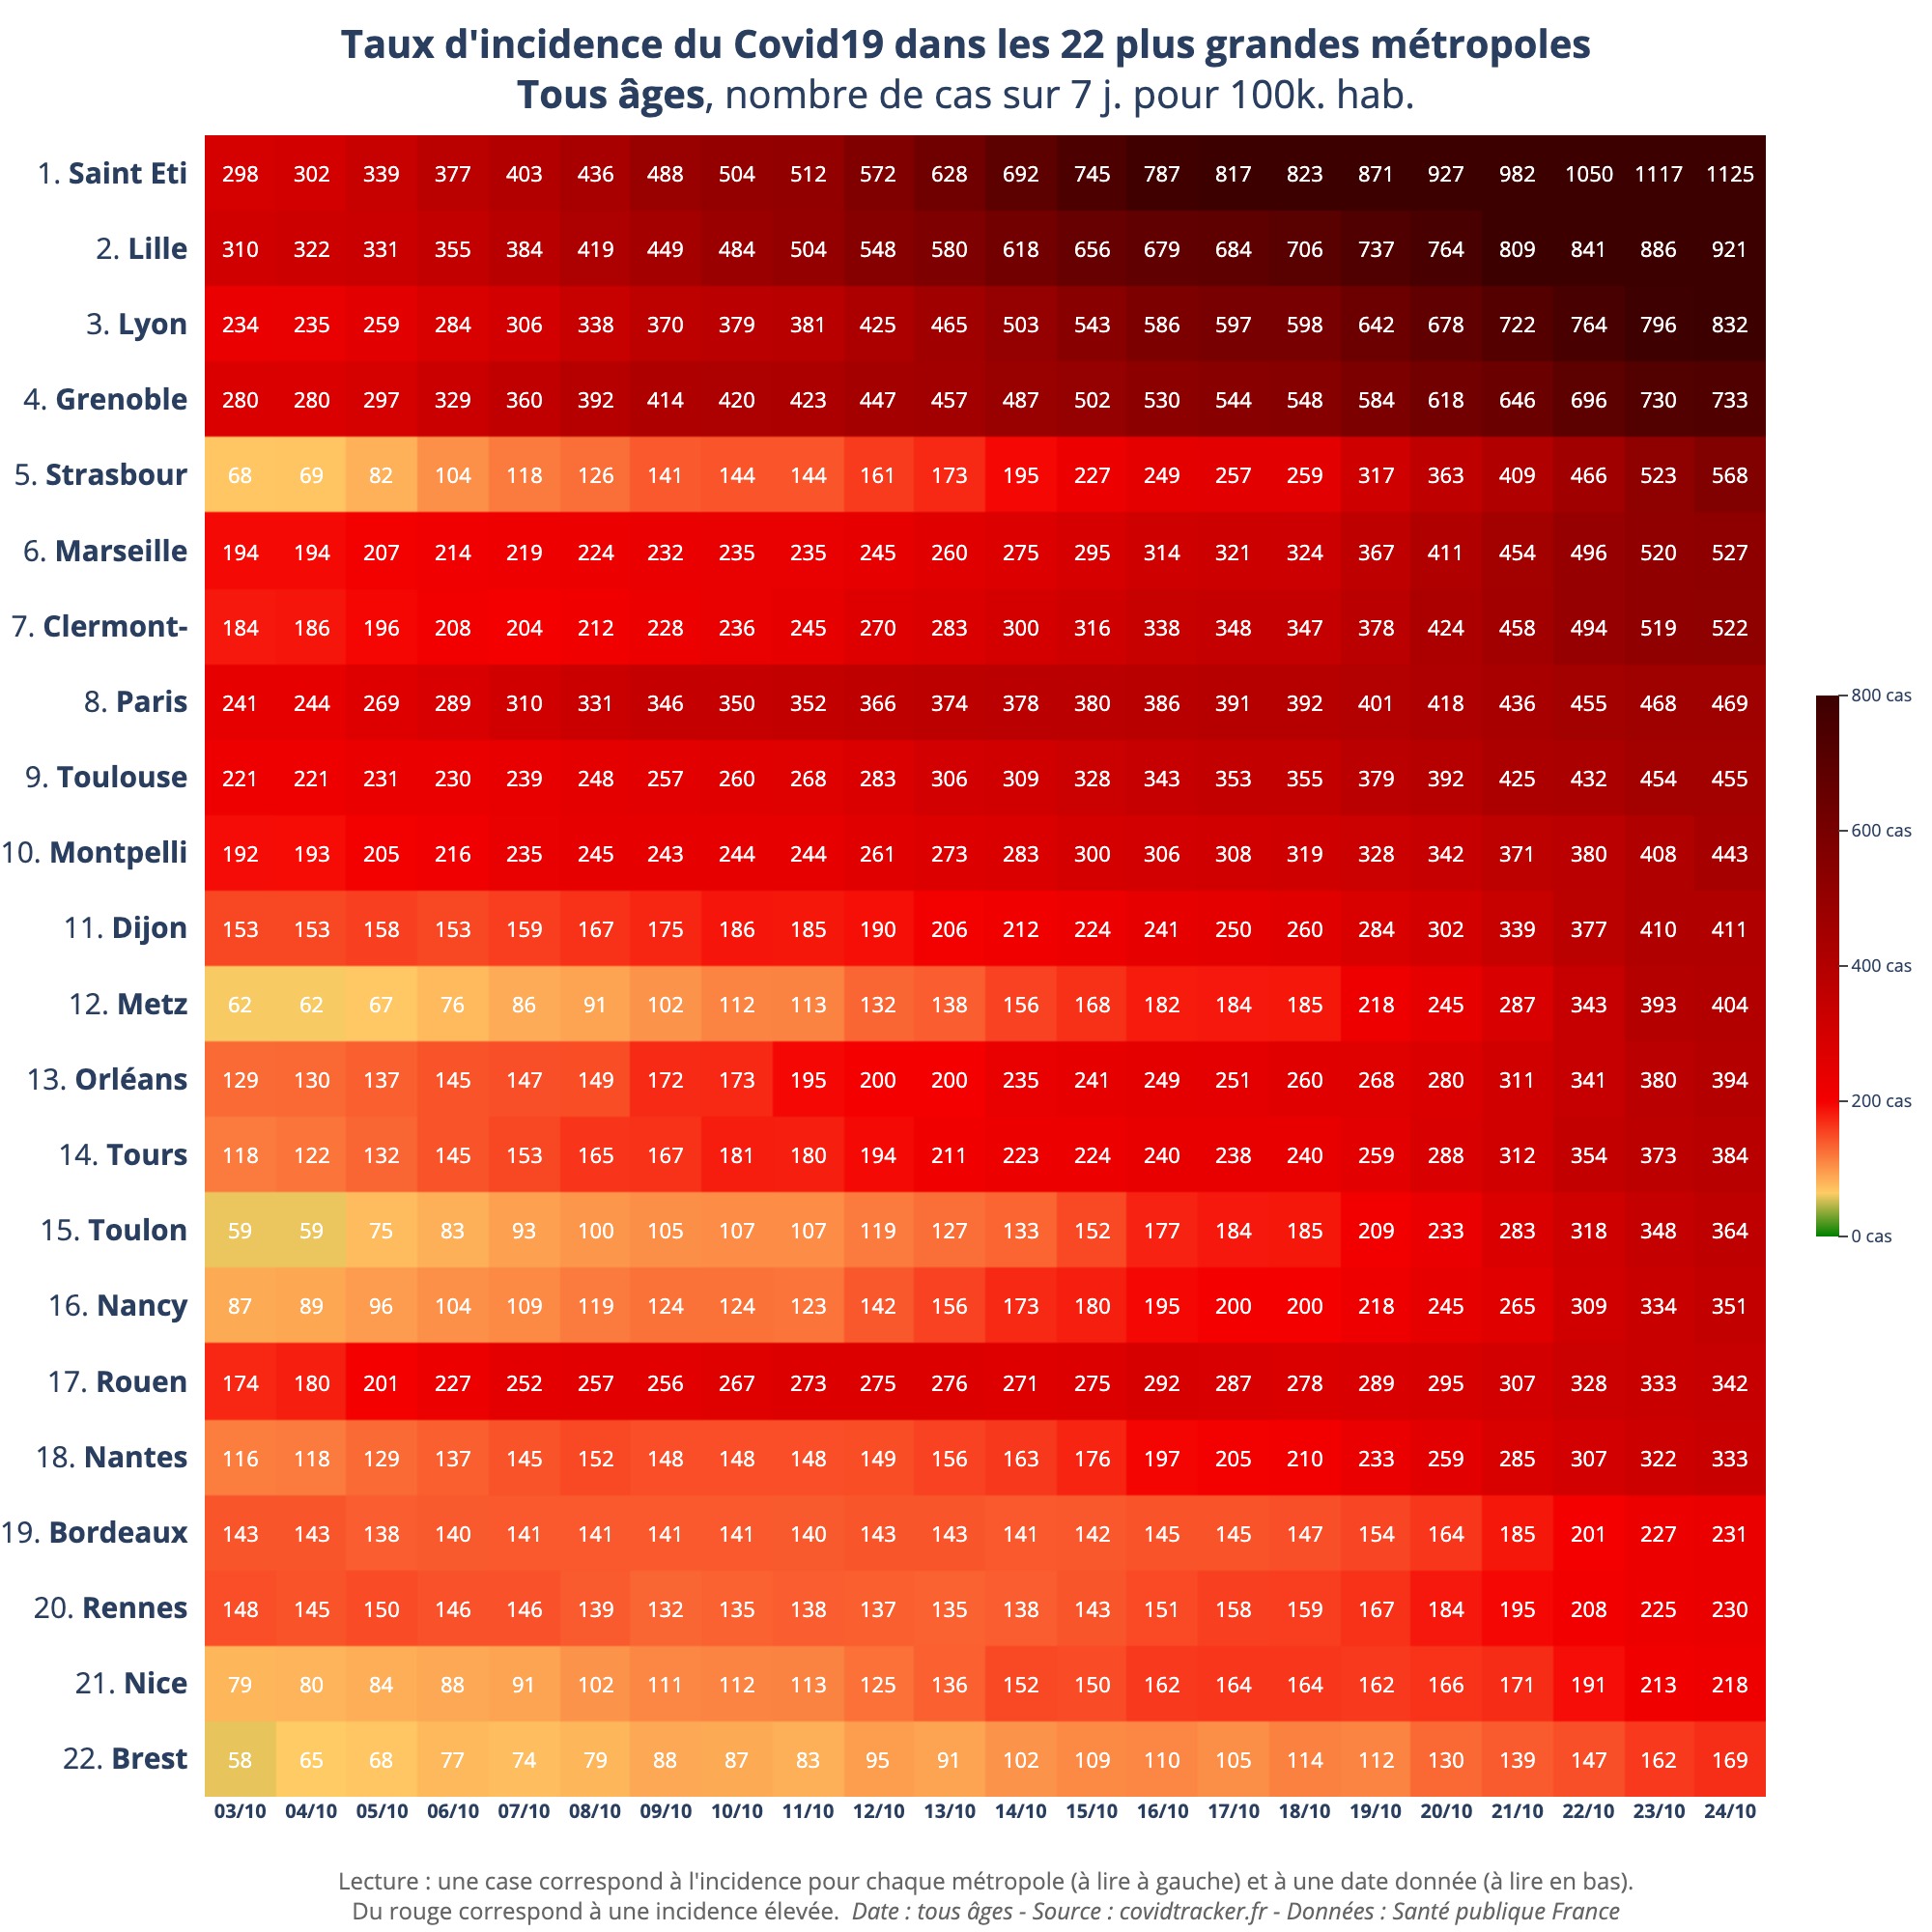 Taux d'incidence du Covid19 dans les 22 plus grandes métropoles
Tous âges, nombre de cas sur 7 j. pour 100k. hab.
1. Saint Eti 298 302 339 377 403 436 488 504 512 572 628 692 745 787 817 823 871 927 982 1050 1117 1125
2. Lille 310 322 331 355 384 419 449 484 504 548 580 618 656 679 684 706 737 764 809 841 886 921
3. Lyon 234 235 259 284 306 338 370 379 381 425 465 503 543 586 597 598 642 678 722 764 796 832
4. Grenoble 280 280 297 329 360 392 414 420 423 447 457 487 502 530 544 548 584 618 646 696 730 733
5. Strasbour 68 69 82 104 118 126 141 144 144 161 173 195 227 249 257 259 317 363 409 466 523 568
6. Marseille 194 194 207 214 219 224 232 235 235 245 260 275 295 314 321 324 367 411 454 496 520 527
7. Clermont- 184 186 196 208 204 212 228 236 245 270 283 300 316 338 348 347 378 424 458 494 519 522
8. Paris 241 244 269 289 310 331 346 350 352 366 374 378 380 386 391 392 401 418 436 455 468 469
9. Toulouse 221 221 231 230 239 248 257 260 268 283 306 309 328 343 353 355 379 392 425 432 454 455
10. Montpelli 192 193 205 216 235 245 243 244 244 261 273 283 300 306 308 319 328 342 371 380 408 443
11. Dijon 153 153 158 153 159 167 175 186 185 190 206 212 224 241 250 260 284 302 339 377 410 411
12. Metz 62 62 67 76 86 91 102 112 113 132 138 156 168 182 184 185 218 245 287 343 393 404
13. Orléans 129 130 137 145 147 149 172 173 195 200 200 235 241 249 251 260 268 280 311 341 380 394
14. Tours 118 122 132 145 153 165 167 181 180 194 211 223 224 240 238 240 259 288 312 354 373 384
15. Toulon 59 59 75 83 93 100 105 107 107 119 127 133 152 177 184 185 209 233 283 318 348 364
16. Nancy 87 89 96 104 109 119 124 124 123 142 156 173 180 195 200 200 218 245 265 309 334 351
17. Rouen 174 180 201 227 252 257 256 267 273 275 276 271 275 292 287 278 289 295 307 328 333 342
18. Nantes 116 118 129 137 145 152 148 148 148 149 156 163 176 197 205 210 233 259 285 307 322 333
19. Bordeaux 143 143 138 140 141 141 141 141 140 143 143 141 142 145 145 147 154 164 185 201 227 231
20. Rennes 148 145 150 146 146 139 132 135 138 137 135 138 143 151 158 159 167 184 195 208 225 230
21. Nice 79 80 84 88 91 102 111 112 113 125 136 152 150 162 164 164 162 166 171 191 213 218
22. Brest 58 65 68 77 74 79 88 87 83 95 91 102 109 110 105 114 112 130 139 147 162 169
03/10 04/10 05/10 06/10 07/10 08/10 09/10 10/10 11/10 12/10 13/10 14/10 15/10 16/10 17/10 18/10 19/10 20/10 21/10 22/10 23/10 24/10
800 cas
600 cas
400 cas
200 cas
0 cas
Lecture : une case correspond à l'incidence pour chaque métropole (à lire à gauche) et à une date donnée (à lire en bas).
Du rouge correspond à une incidence élevée. Date : tous âges - Source : covidtracker.fr - Données : Santé publique France